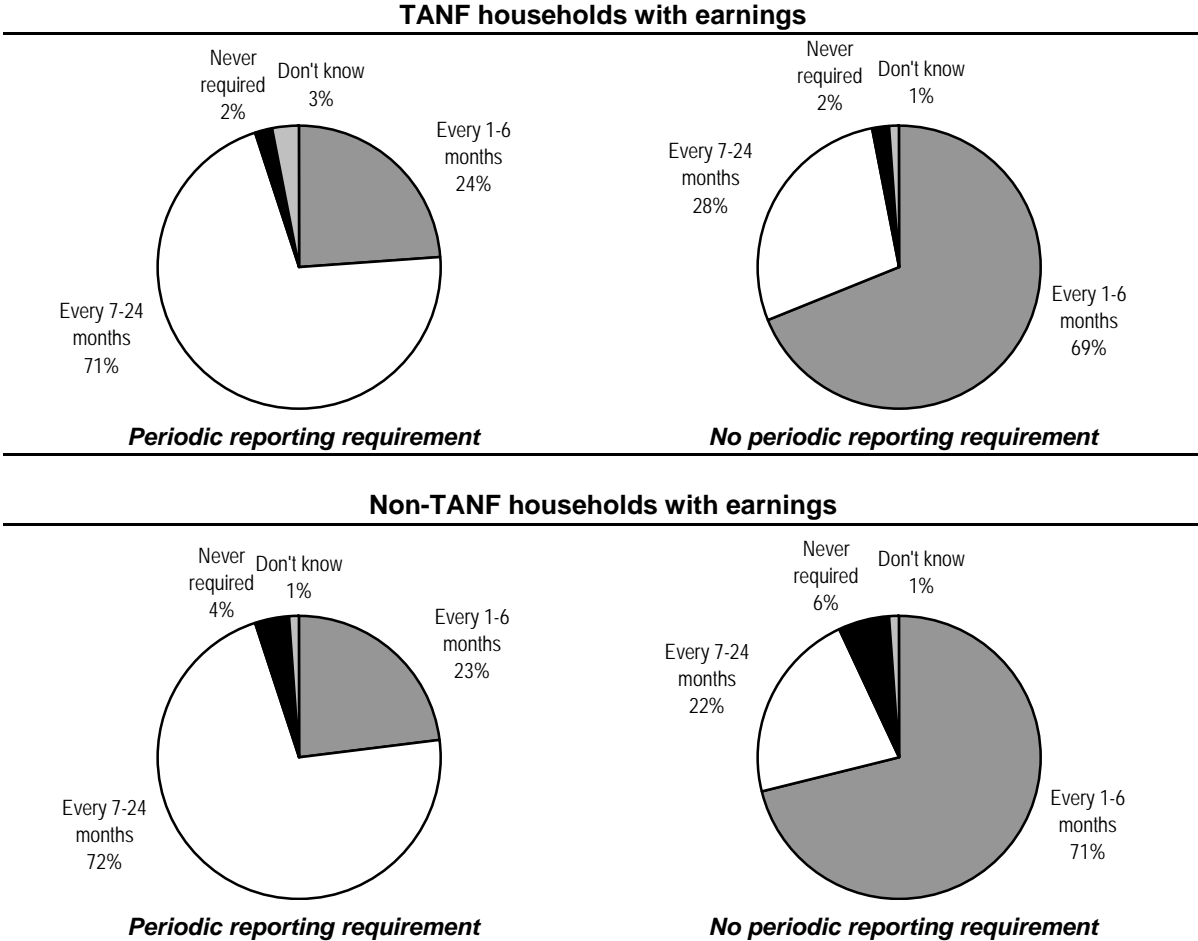 TANF households with earnings
Never
required
2%
Don't know
3%
Every 1-6
months
24%
Every 7-24
months
71%
Periodic reporting requirement
Never
required
2%
Don't know
1%
Every 7-24
months
28%
Every 1-6
months
69%
No periodic reporting requirement
Non-TANF households with earnings
Never
required
4%
Don't know
1%
Every 1-6
months
23%
Every 7-24
months
72%
Periodic reporting requirement
Never
required
6%
Don't know
1%
Every 7-24
months
22%
Every 1-6
months
71%
No periodic reporting requirement